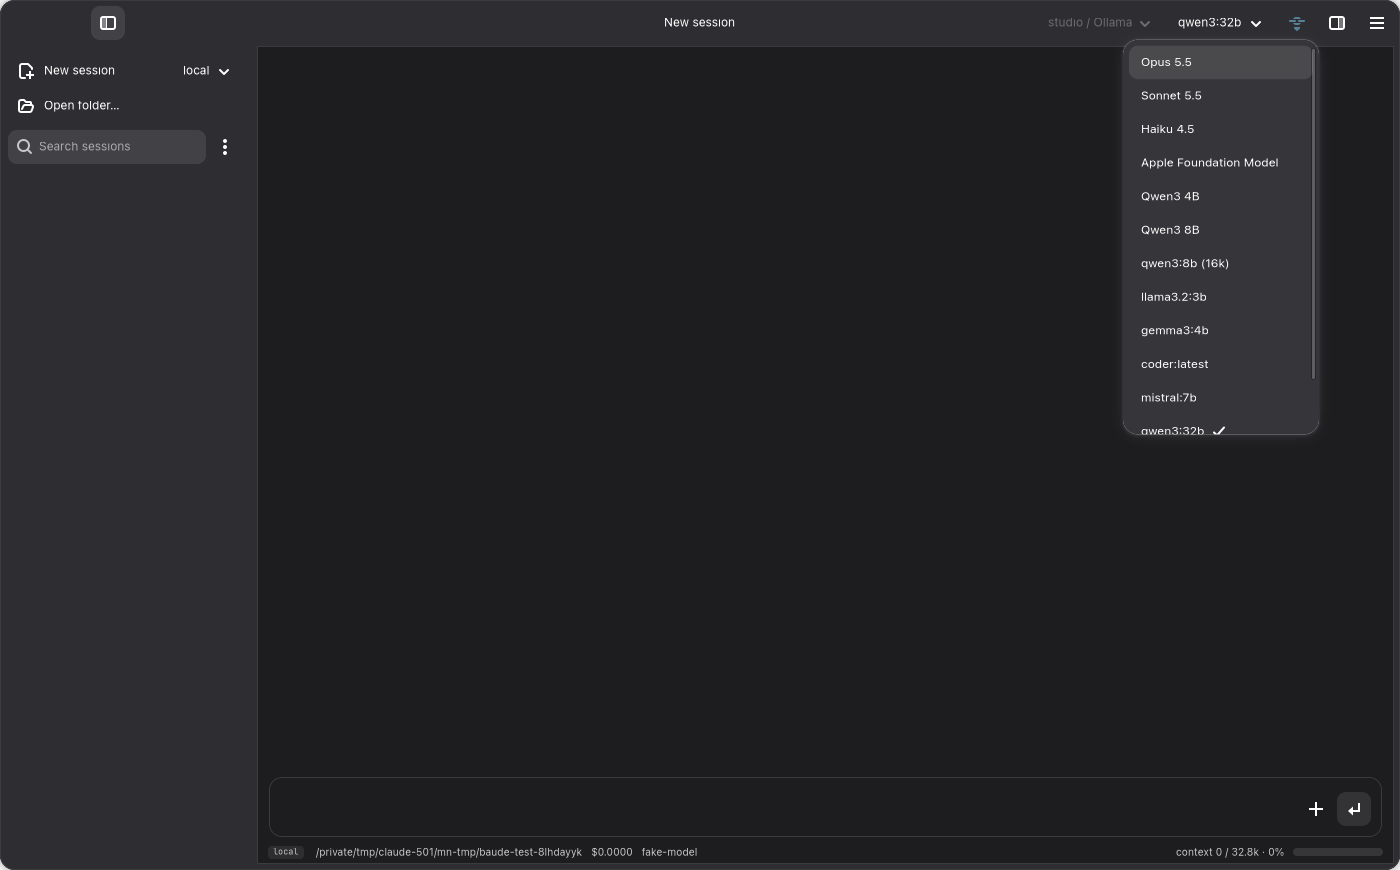 New session
studio / Ollama
qwen3:32b
New session
local
Open folder...
Search sessions
Opus 5.5
Sonnet 5.5
Haiku 4.5
Apple Foundation Model
Qwen3 4B
Qwen3 8B
qwen3:8b (16k)
llama3.2:3b
gemma3:4b
coder:latest
mistral:7b
qwen3:32b
local /private/tmp/claude-501/mn-tmp/baude-test-8lhdayyk $0.0000 fake-model
context 0 / 32.8k · 0%